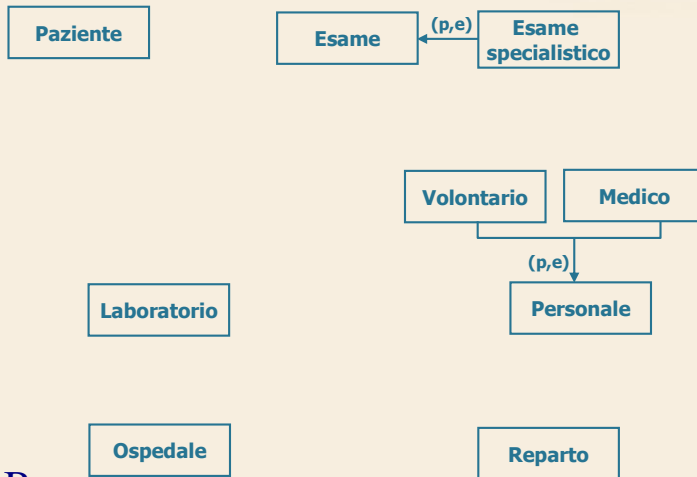 Paziente
Esame
(p,e)
Esame
specialistico
Volontario
Medico
(p,e)
Laboratorio
Personale
Ospedale
Reparto